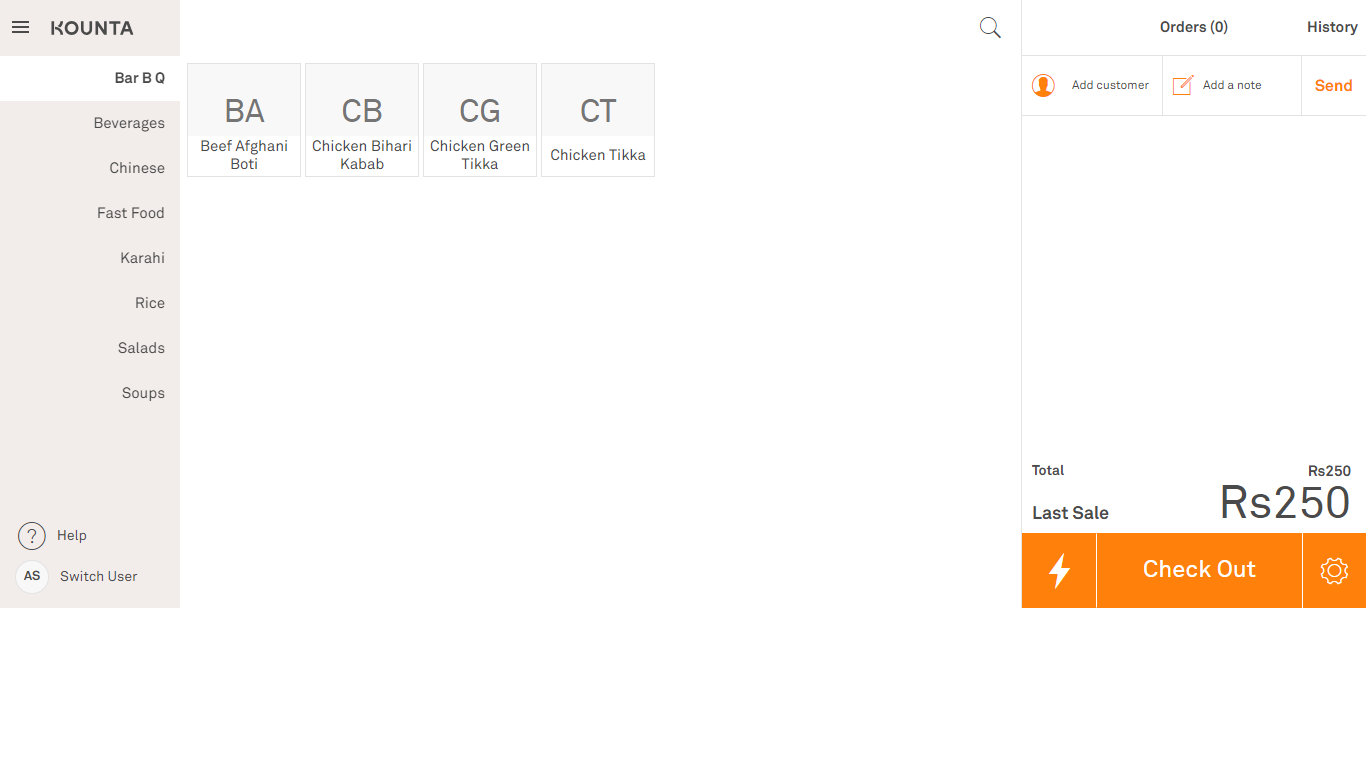 KOUNTA
Bar B Q
Beverages
Chinese
Fast Food
Karahi
Rice
Salads
Soups
? Help
AS Switch User
BA
Beef Afghani
Boti
CB
Chicken Bihari
Kabab
CG
Chicken Green
Tikka
CT
Chicken Tikka
Orders (0) History
Add customer Add a note Send
Total Rs250
Last Sale Rs250
Check Out